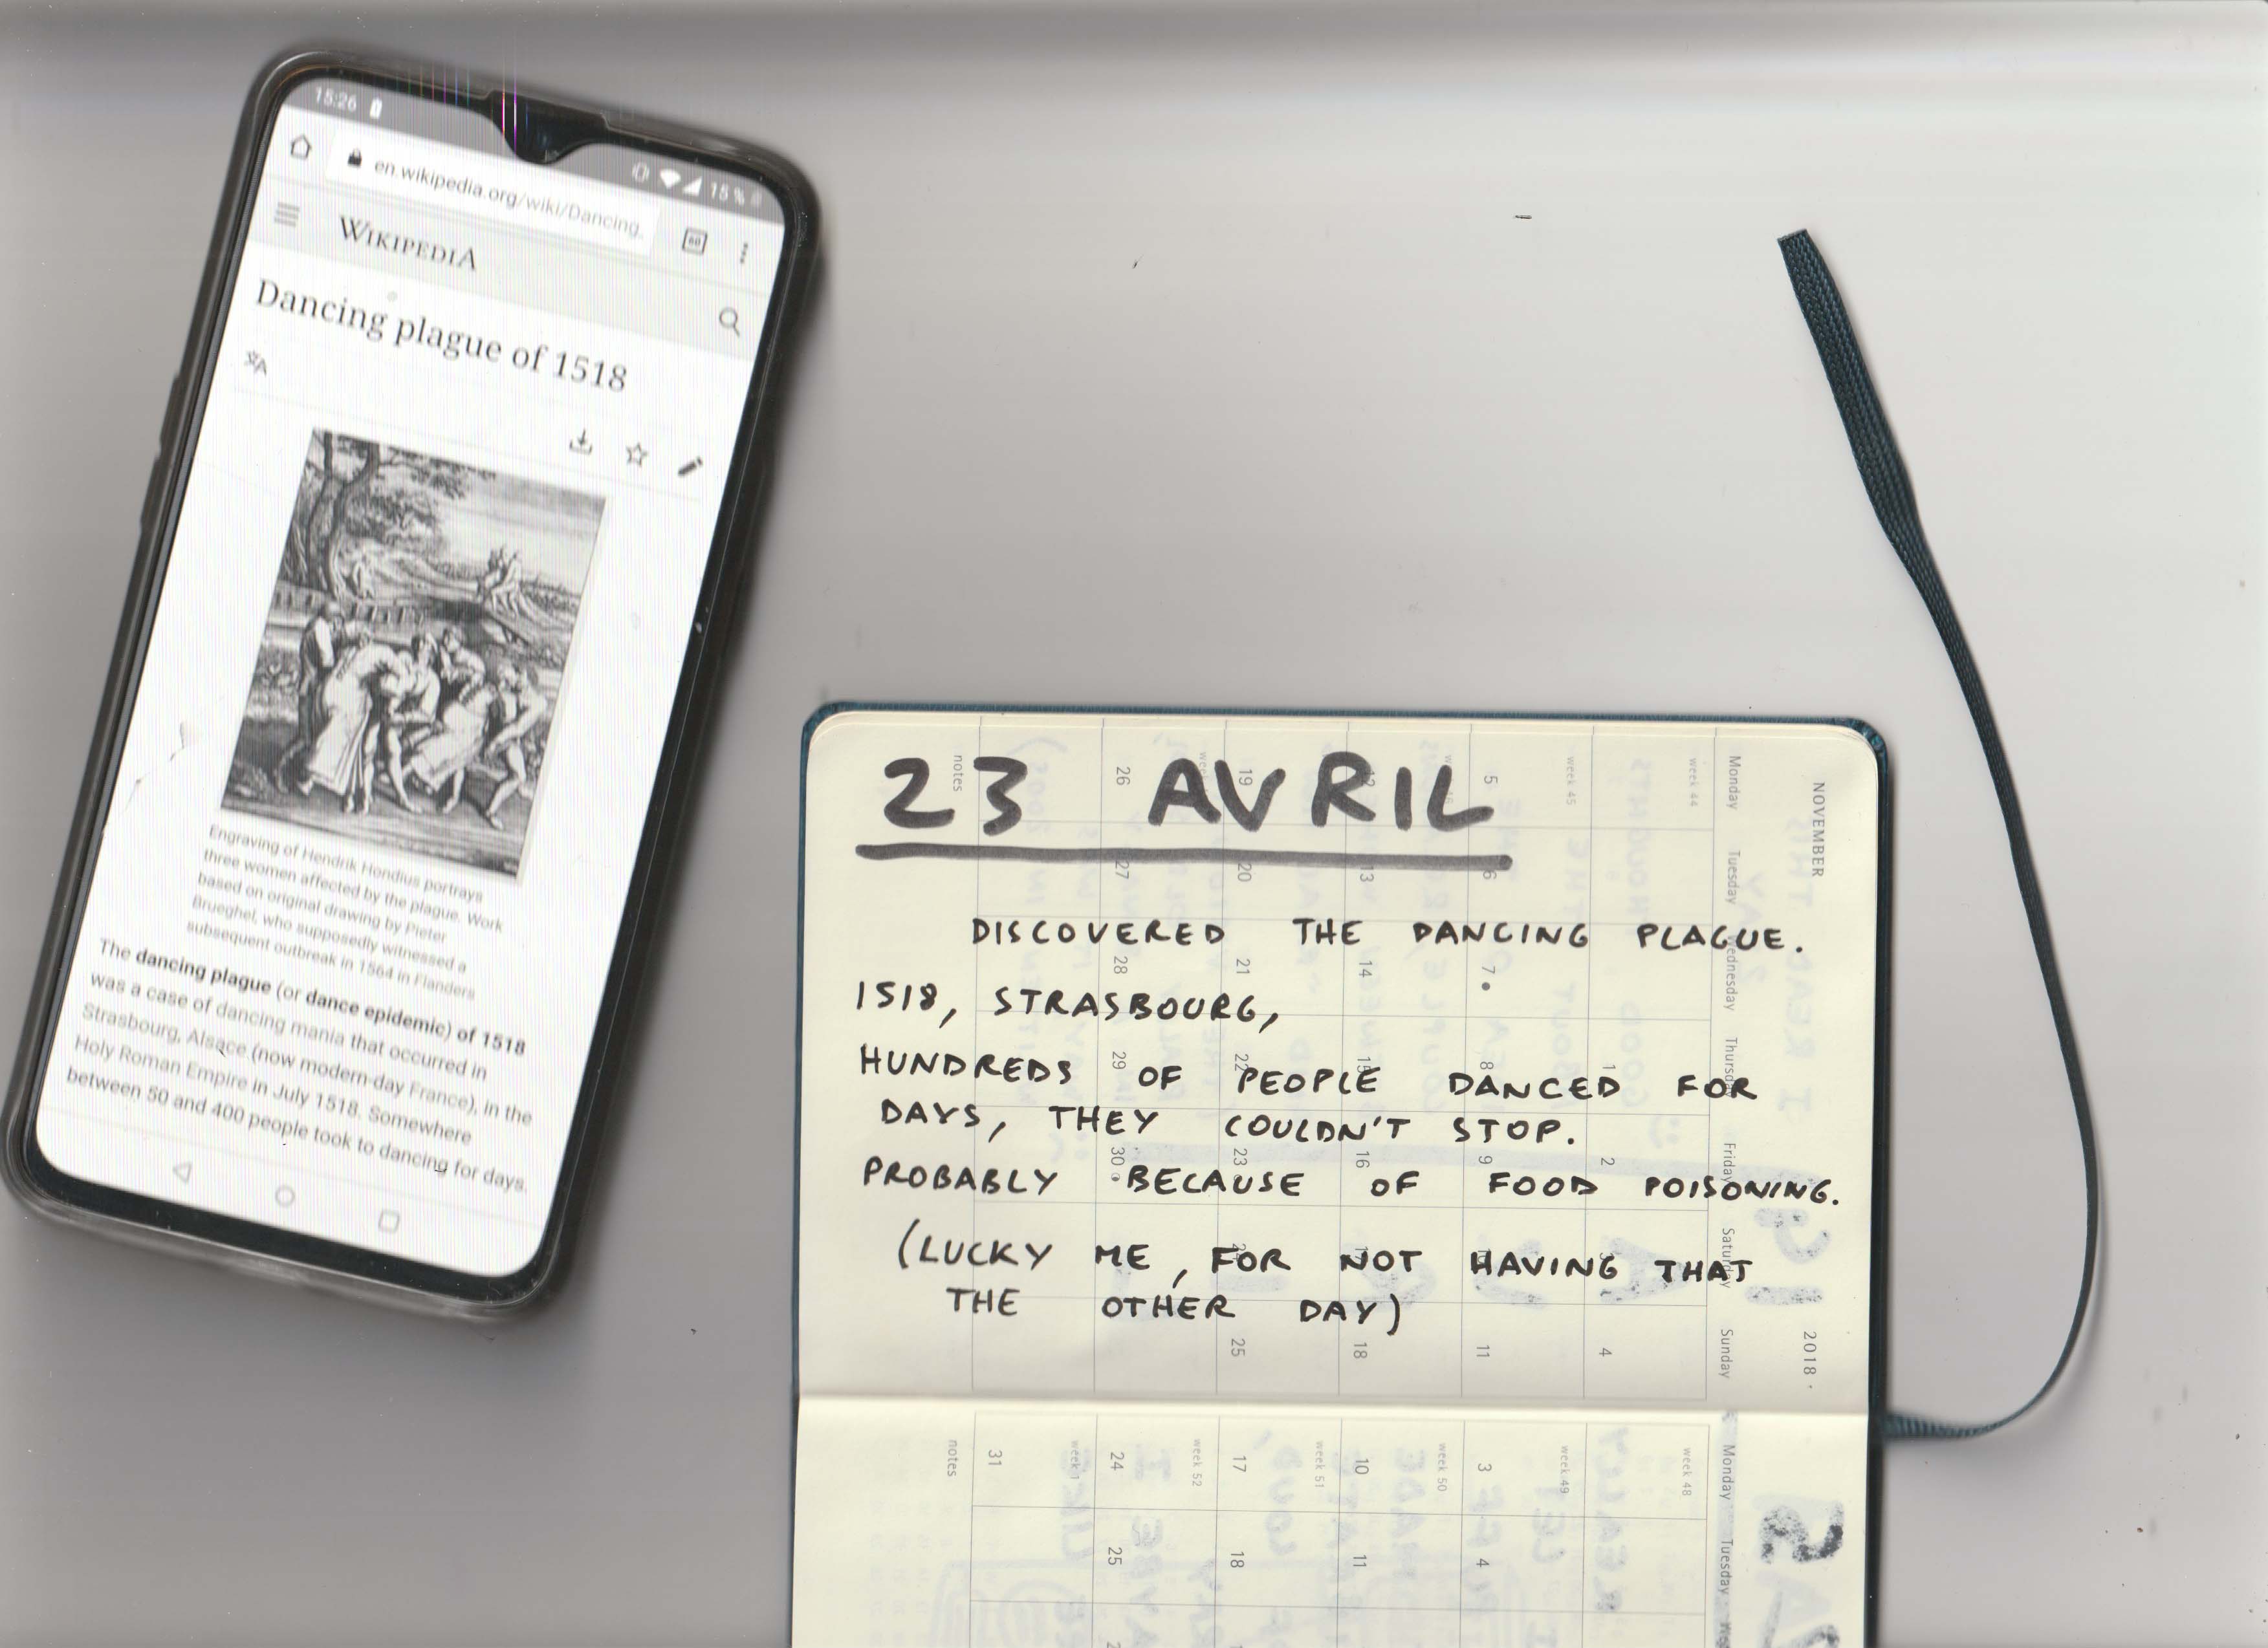 15:26
15%
en.wikipedia.org/wiki/Dancing
60
WIKIPEDIA
Dancing plague of 1518
Engraving of Hendrik Hondius portrays
three women affected by the plague. Work
based on original drawing by Pieter
Brueghel, who supposedly witnessed a
subsequent outbreak in 1564 in Flanders
The dancing plague (or dance epidemic) of 1518
was a case of dancing mania that occurred in
Strasbourg, Alsace (now modern-day France), in the
Holy Roman Empire in July 1518. Somewhere
between 50 and 400 people took to dancing for days.
23 AVRIL
DISCOVERED THE DANCING PLAGUE.
1518, STRASBOURG,
HUNDREDS OF PEOPLE DANCED FOR
DAYS, THEY COULDN'T STOP.
PROBABLY BECAUSE OF FOOD POISONING.
(LUCKY ME, FOR NOT HAVING THAT
THE OTHER DAY)
NOVEMBER 2018
Monday Tuesday Wednesday Thursday Friday Saturday Sunday
week 44 1 2 3 4
week 45 5 6 7 8 9 11
12 13 14 15 16 17 18
19 20 21 22 23 25
26 27 28 29 30
notes
Monday Tuesday
week 48
week 49 3 4
week 50 10 11
week 51 17 18
week 52 24 25
week 1 31
notes